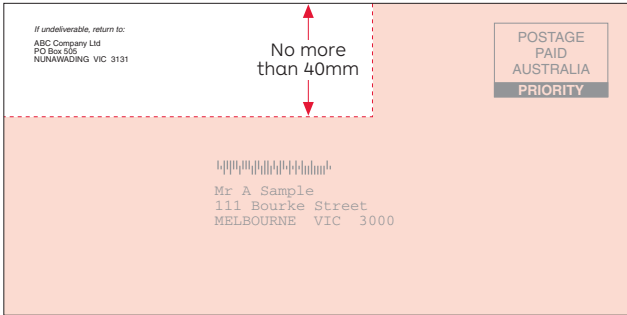 If undeliverable, return to:
ABC Company Ltd
PO Box 505
NUNAWADING VIC 3131
No more
than 40mm
POSTAGE
PAID
AUSTRALIA
PRIORITY
Mr A Sample
111 Bourke Street
MELBOURNE VIC 3000